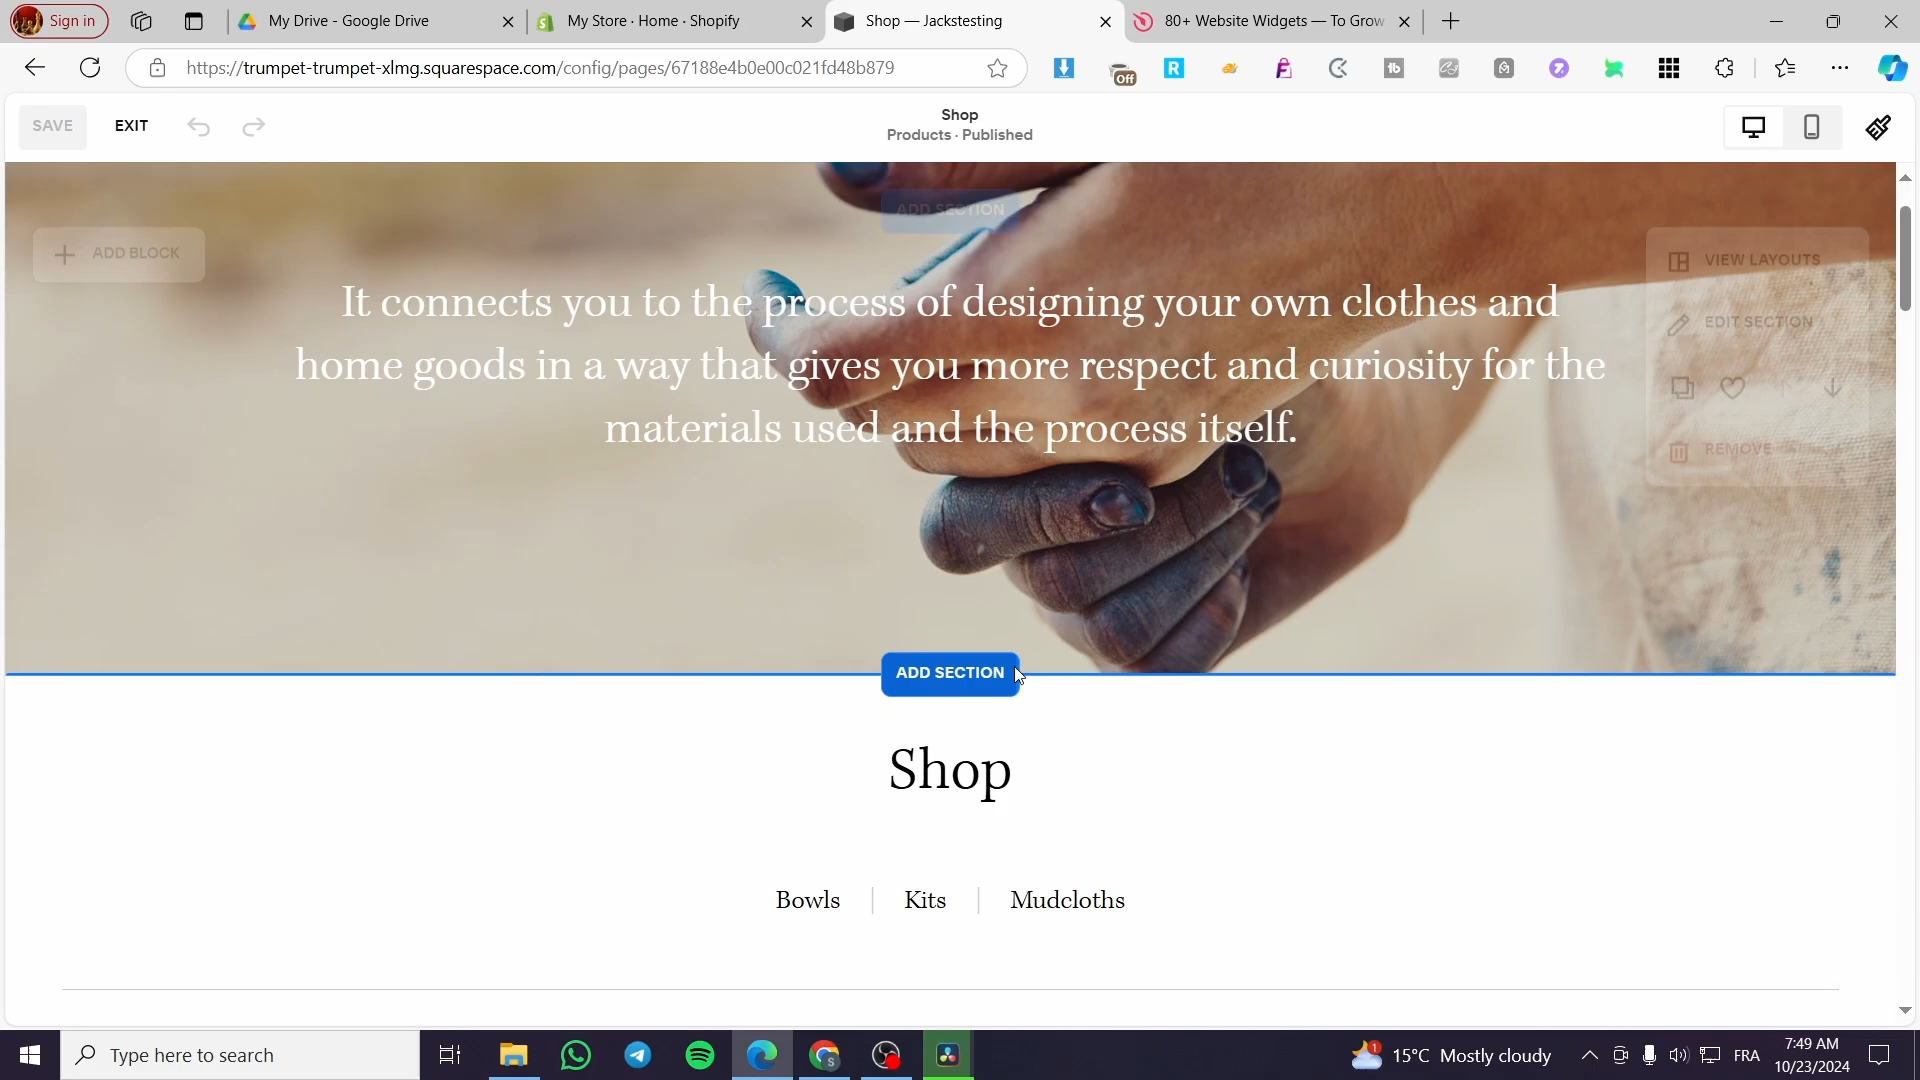 Sign in
My Drive - Google Drive
My Store · Home · Shopify
Shop — Jackstesting
80+ Website Widgets — To Grow
https://trumpet-trumpet-xlmg.squarespace.com/config/pages/67188e4b0e00c021fd48b879
Off
SAVE
EXIT
Shop
Products · Published
ADD SECTION
ADD BLOCK
VIEW LAYOUTS
EDIT SECTION
REMOVE
It connects you to the process of designing your own clothes and
home goods in a way that gives you more respect and curiosity for the
materials used and the process itself.
ADD SECTION
Shop
Bowls
Kits
Mudcloths
Type here to search
15°C Mostly cloudy
FRA
7:49 AM
10/23/2024